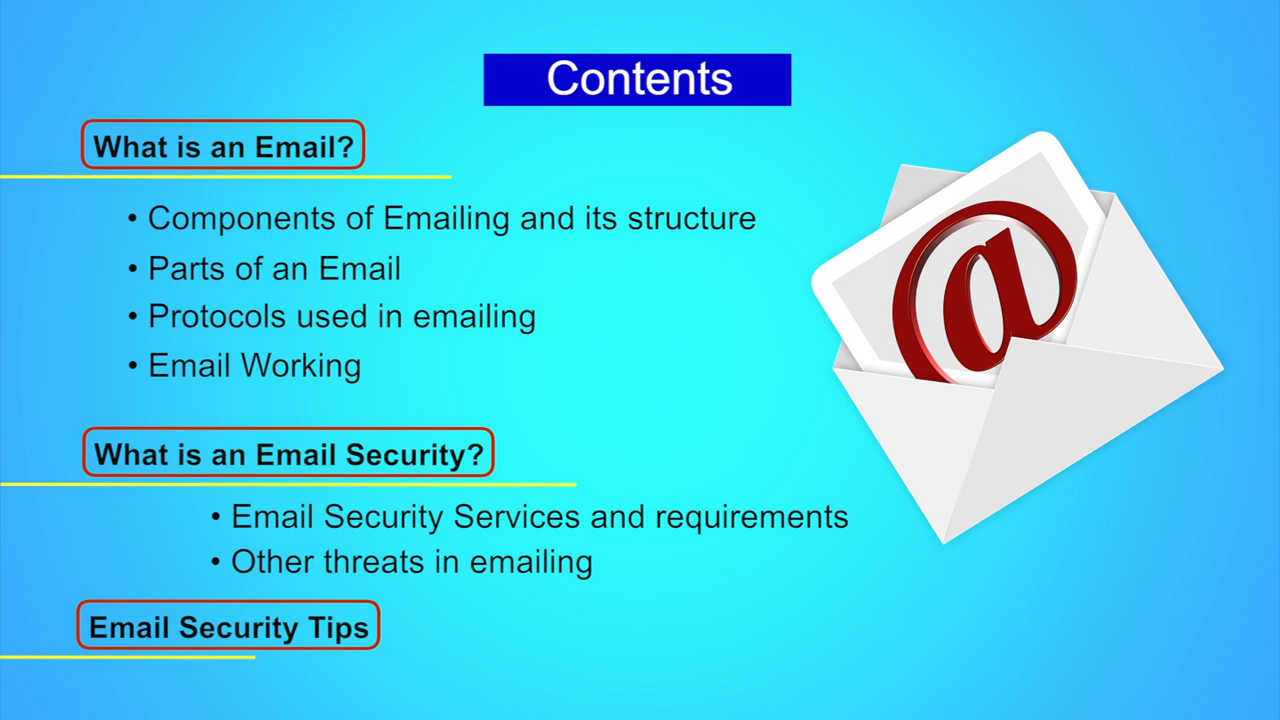 Contents
What is an Email?
• Components of Emailing and its structure
• Parts of an Email
• Protocols used in emailing
• Email Working
What is an Email Security?
• Email Security Services and requirements
• Other threats in emailing
Email Security Tips
@